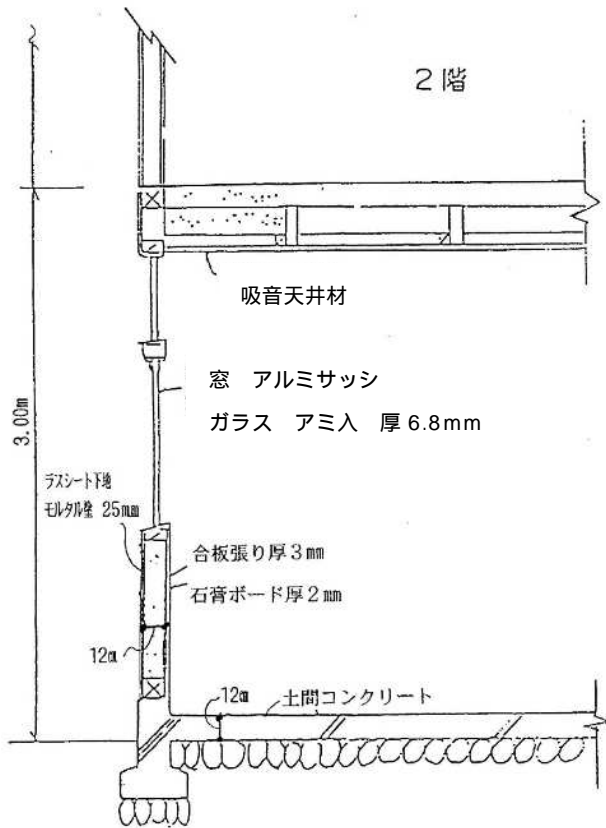 2階
吸音天井材
窓 アルミサッシ
ガラス アミ入 厚6.8mm
3.00m
ラスシート下地
モルタル塗 25mm
合板張り厚3mm
石膏ボード厚2mm
12㎝
12㎝
土間コンクリート